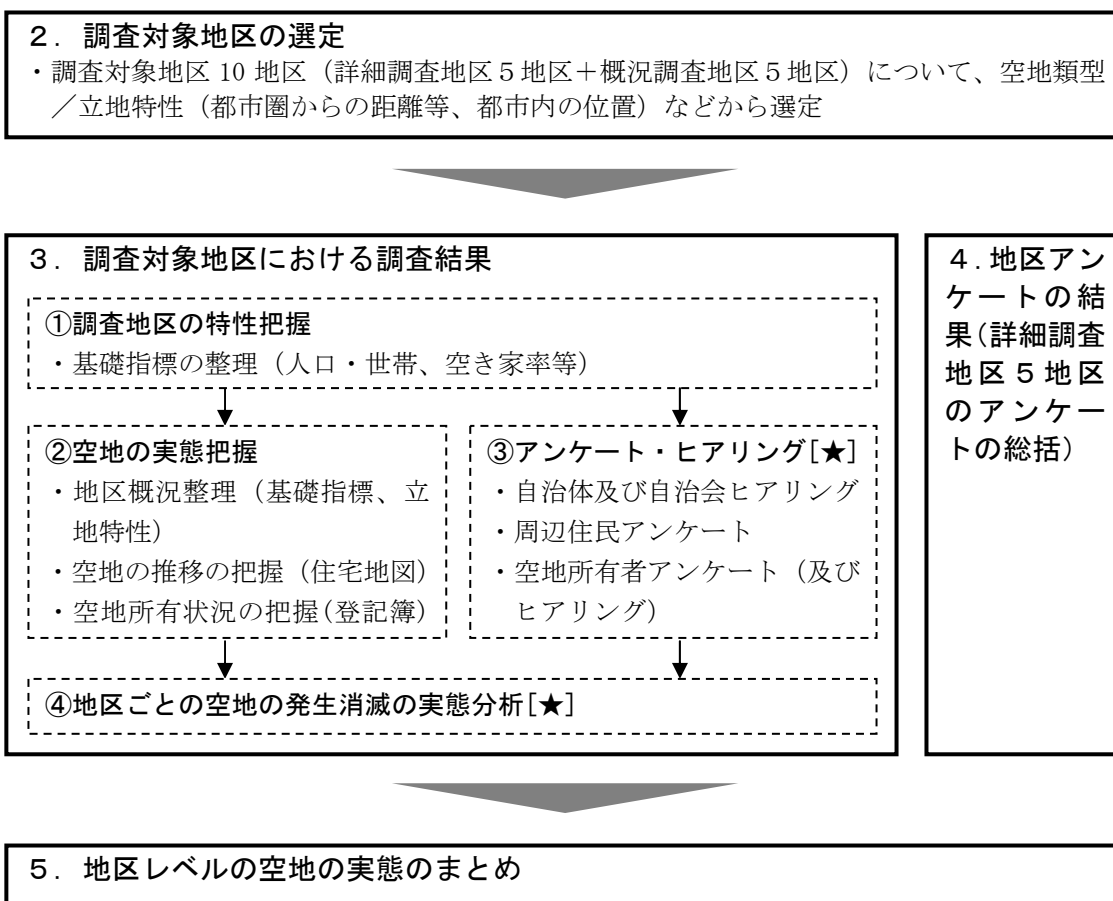 ２．調査対象地区の選定
・調査対象地区 10 地区（詳細調査地区５地区＋概況調査地区５地区）について、空地類型
／立地特性（都市圏からの距離等、都市内の位置）などから選定
３．調査対象地区における調査結果
①調査地区の特性把握
・基礎指標の整理（人口・世帯、空き家率等）
②空地の実態把握
・地区概況整理（基礎指標、立
地特性）
・空地の推移の把握（住宅地図）
・空地所有状況の把握（登記簿）
③アンケート・ヒアリング[★]
・自治体及び自治会ヒアリング
・周辺住民アンケート
・空地所有者アンケート（及び
ヒアリング）
④地区ごとの空地の発生消滅の実態分析[★]
４．地区アン
ケートの結
果（詳細調査
地区５地区
のアンケー
トの総括）
５．地区レベルの空地の実態のまとめ